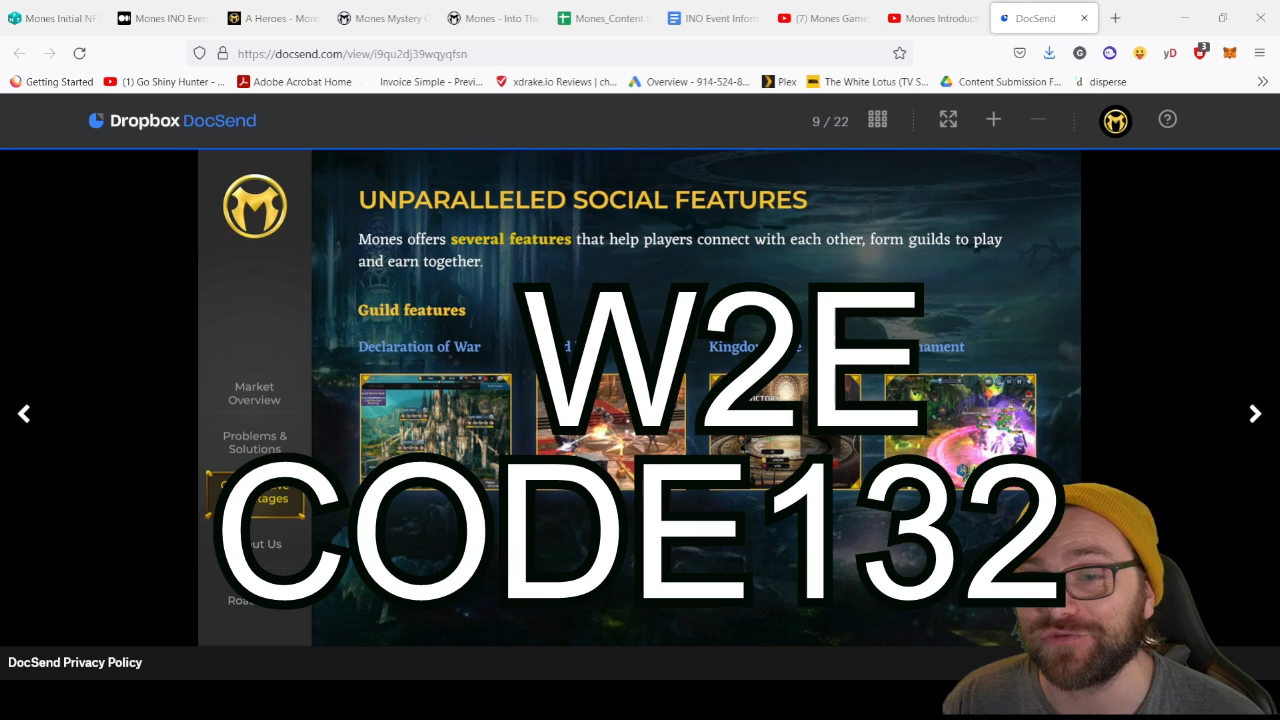 Mones Initial NF
Mones INO Even
A Heroes - Mone
Mones Mystery C
Mones - Into The
Mones_Content
INO Event Inform
(7) Mones Game
Mones Introduct
DocSend
https://docsend.com/view/i9qu2dj39wqyqfsn
Getting Started
(1) Go Shiny Hunter - ...
Adobe Acrobat Home
Invoice Simple - Previ...
xdrake.io Reviews | ch...
Overview - 914-524-8...
Plex
The White Lotus (TV S...
Content Submission F...
disperse
Dropbox DocSend
9 / 22
UNPARALLELED SOCIAL FEATURES
Mones offers several features that help players connect with each other, form guilds to play
and earn together.
Guild features
Declaration of War
W2E
CODE132
Market
Overview
Problems &
Solutions
DocSend Privacy Policy